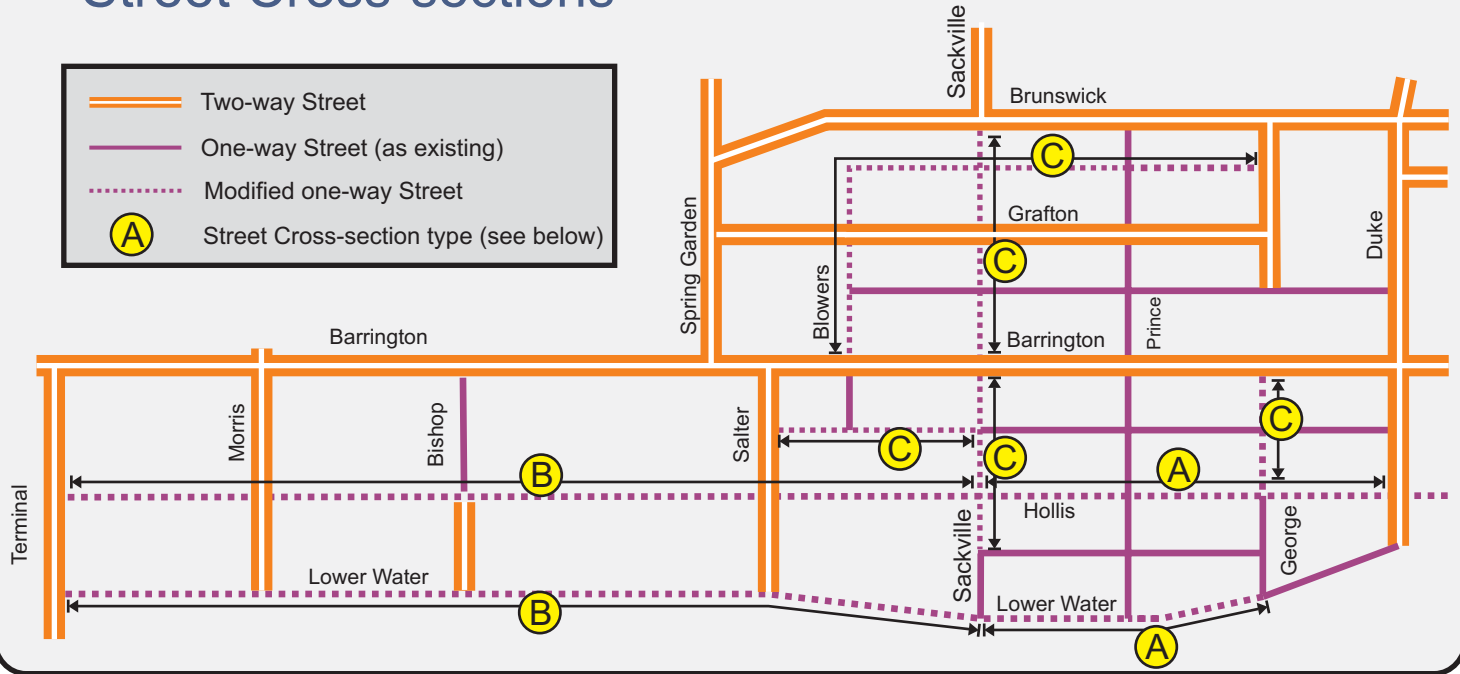 Street Cross-sections
Two-way Street
One-way Street (as existing)
Modified one-way Street
A
Street Cross-section type (see below)
Sackville
Brunswick
C
Grafton
Spring Garden
Duke
C
Blowers
Prince
Barrington
Barrington
Morris
Bishop
Salter
C
C
C
B
A
Terminal
Hollis
Sackville
George
Lower Water
Lower Water
B
A